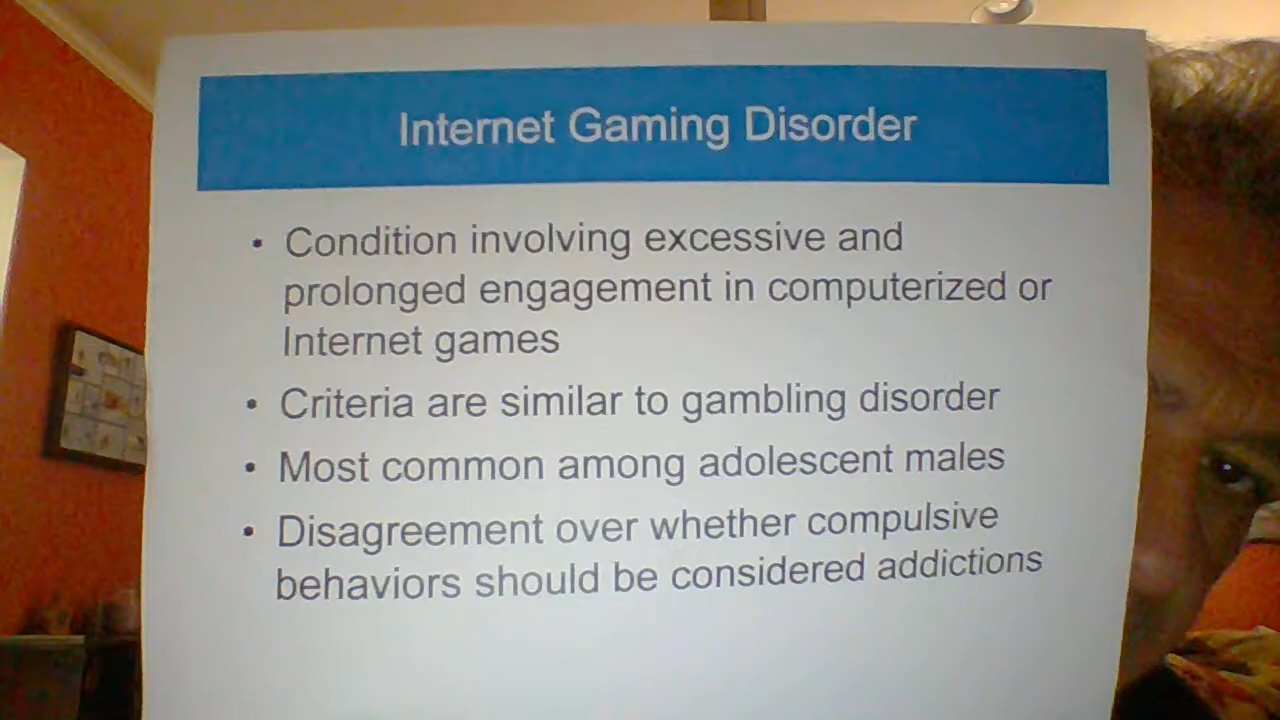 Internet Gaming Disorder
• Condition involving excessive and
prolonged engagement in computerized or
Internet games
• Criteria are similar to gambling disorder
• Most common among adolescent males
• Disagreement over whether compulsive
behaviors should be considered addictions